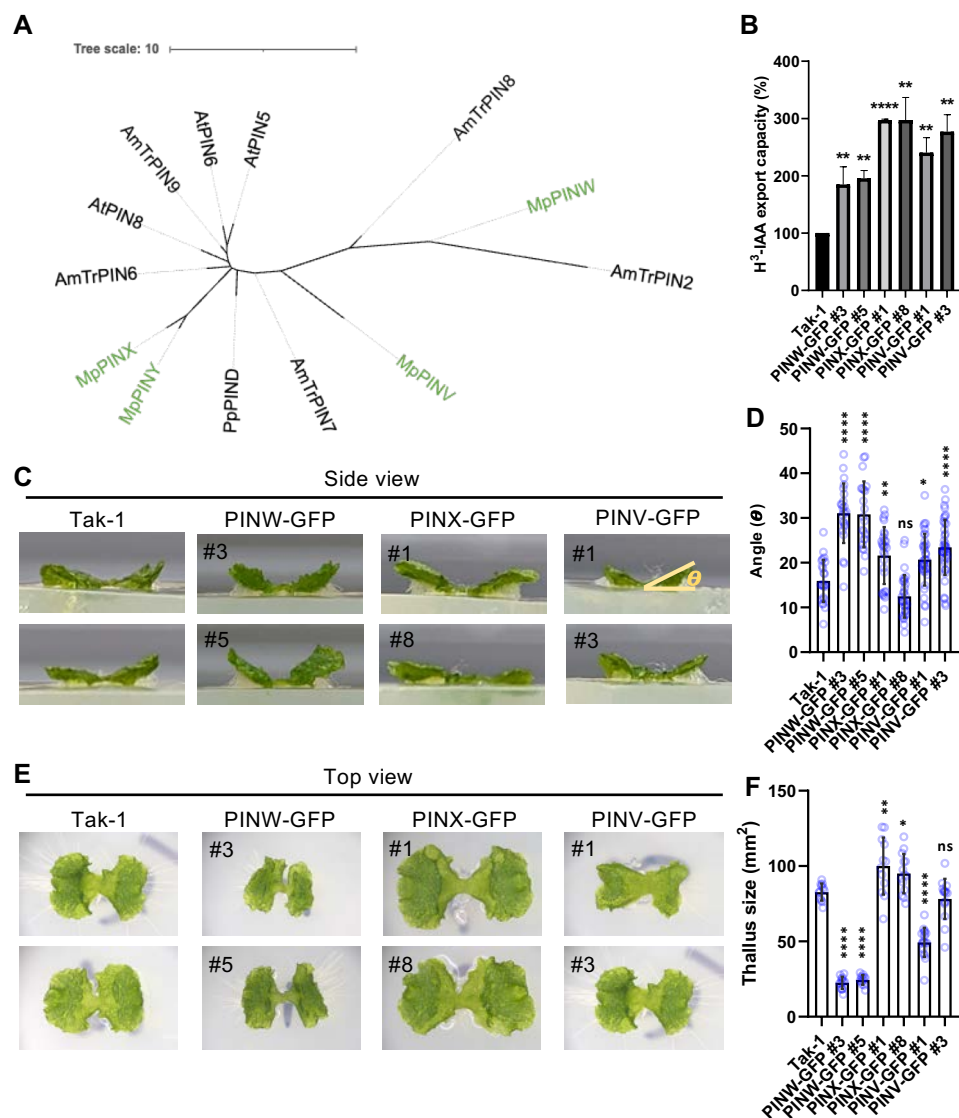 A
Tree scale: 10
AmTrPIN8
AtPIN5
AtPIN6
AmTrPIN9
AtPIN8
AmTrPIN6
MpPINX
MpPINY
PpPIND
AmTrPIN7
MpPINV
AmTrPIN2
MpPINW
B
H³-IAA export capacity (%)
400
300
200
100
0
** ** **** ** ** **
Tak-1
PINW-GFP #3
PINW-GFP #5
PINX-GFP #1
PINX-GFP #8
PINV-GFP #1
PINV-GFP #3
C
Side view
Tak-1 PINW-GFP PINX-GFP PINV-GFP
#3 #1 #1
θ
#5 #8 #3
D
Angle (θ)
50
40
30
20
10
0
**** **** ** ns * ****
Tak-1
PINW-GFP #3
PINW-GFP #5
PINX-GFP #1
PINX-GFP #8
PINV-GFP #1
PINV-GFP #3
E
Top view
Tak-1 PINW-GFP PINX-GFP PINV-GFP
#3 #1 #1
#5 #8 #3
F
Thallus size (mm²)
150
100
50
0
**** **** ** * **** ns
Tak-1
PINW-GFP #3
PINW-GFP #5
PINX-GFP #1
PINX-GFP #8
PINV-GFP #1
PINV-GFP #3